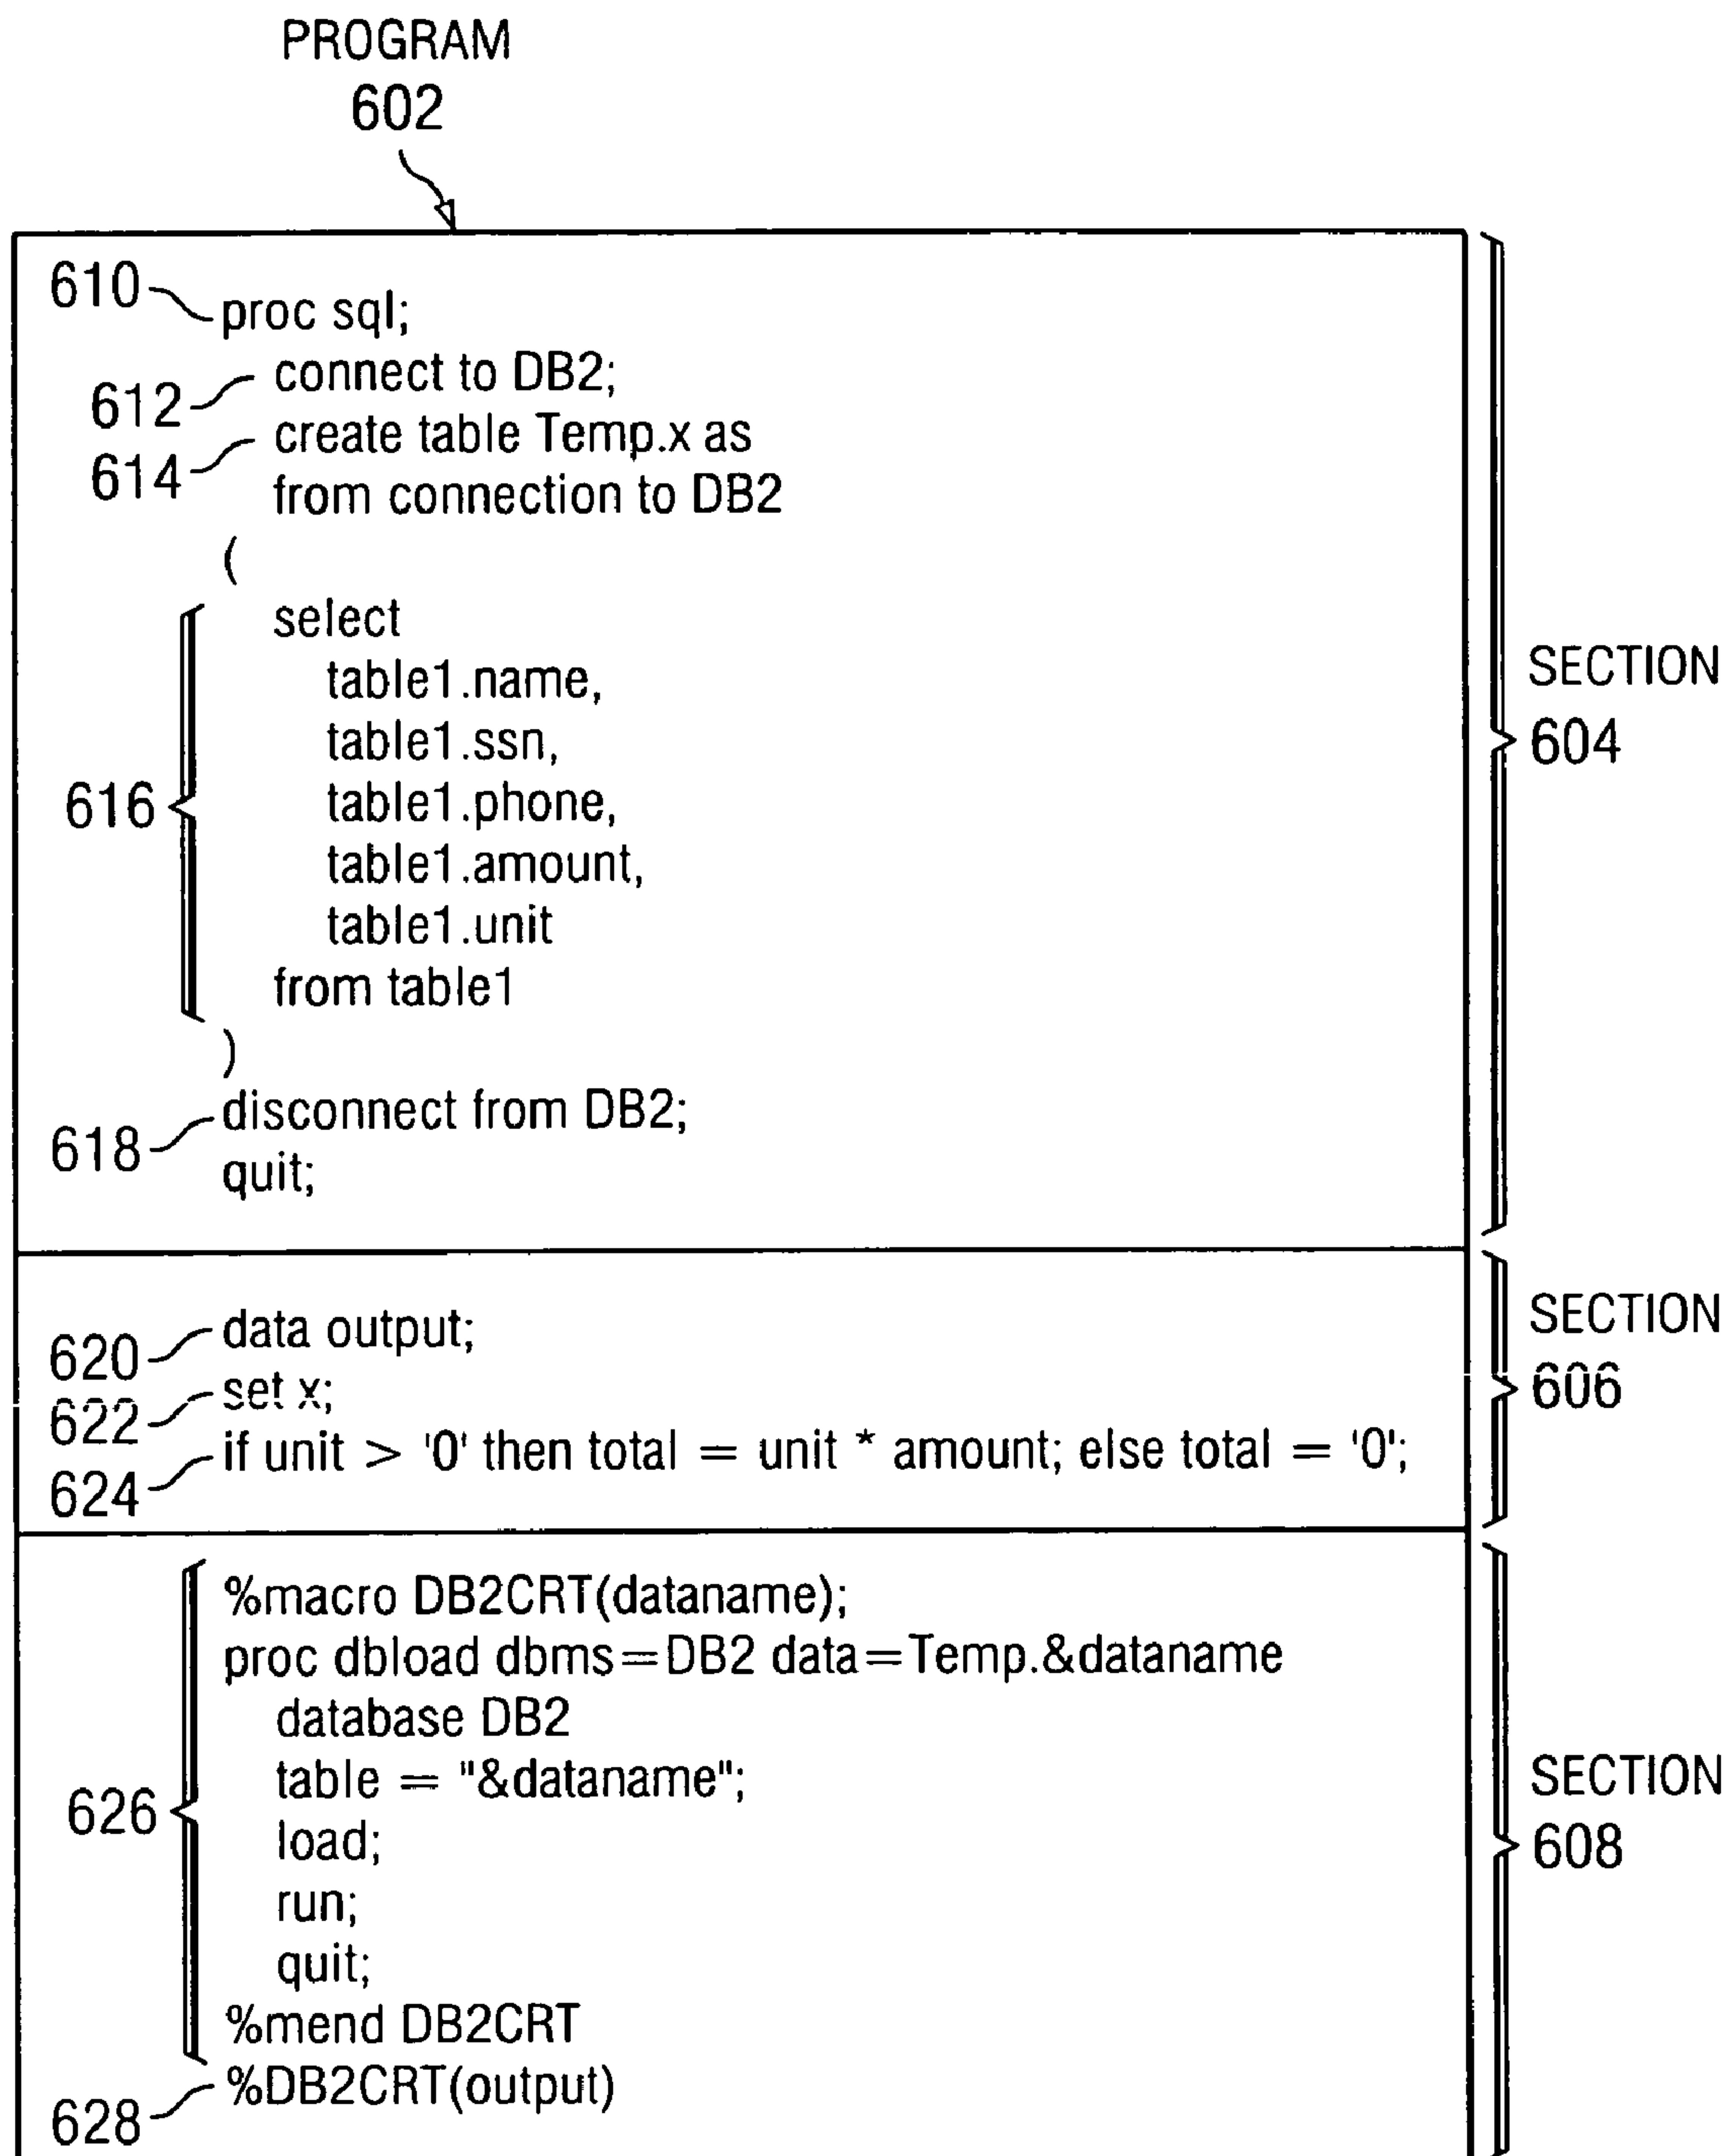 PROGRAM
602
610
proc sql;
612
connect to DB2;
614
create table Temp.x as
from connection to DB2
(
616
select
table1.name,
table1.ssn,
table1.phone,
table1.amount,
table1.unit
from table1
)
618
disconnect from DB2;
quit;
SECTION
604
620
data output;
622
set x;
624
if unit > '0' then total = unit * amount; else total = '0';
SECTION
606
626
%macro DB2CRT(dataname);
proc dbload dbms=DB2 data=Temp.&dataname
database DB2
table = "&dataname";
load;
run;
quit;
%mend DB2CRT
628
%DB2CRT(output)
SECTION
608